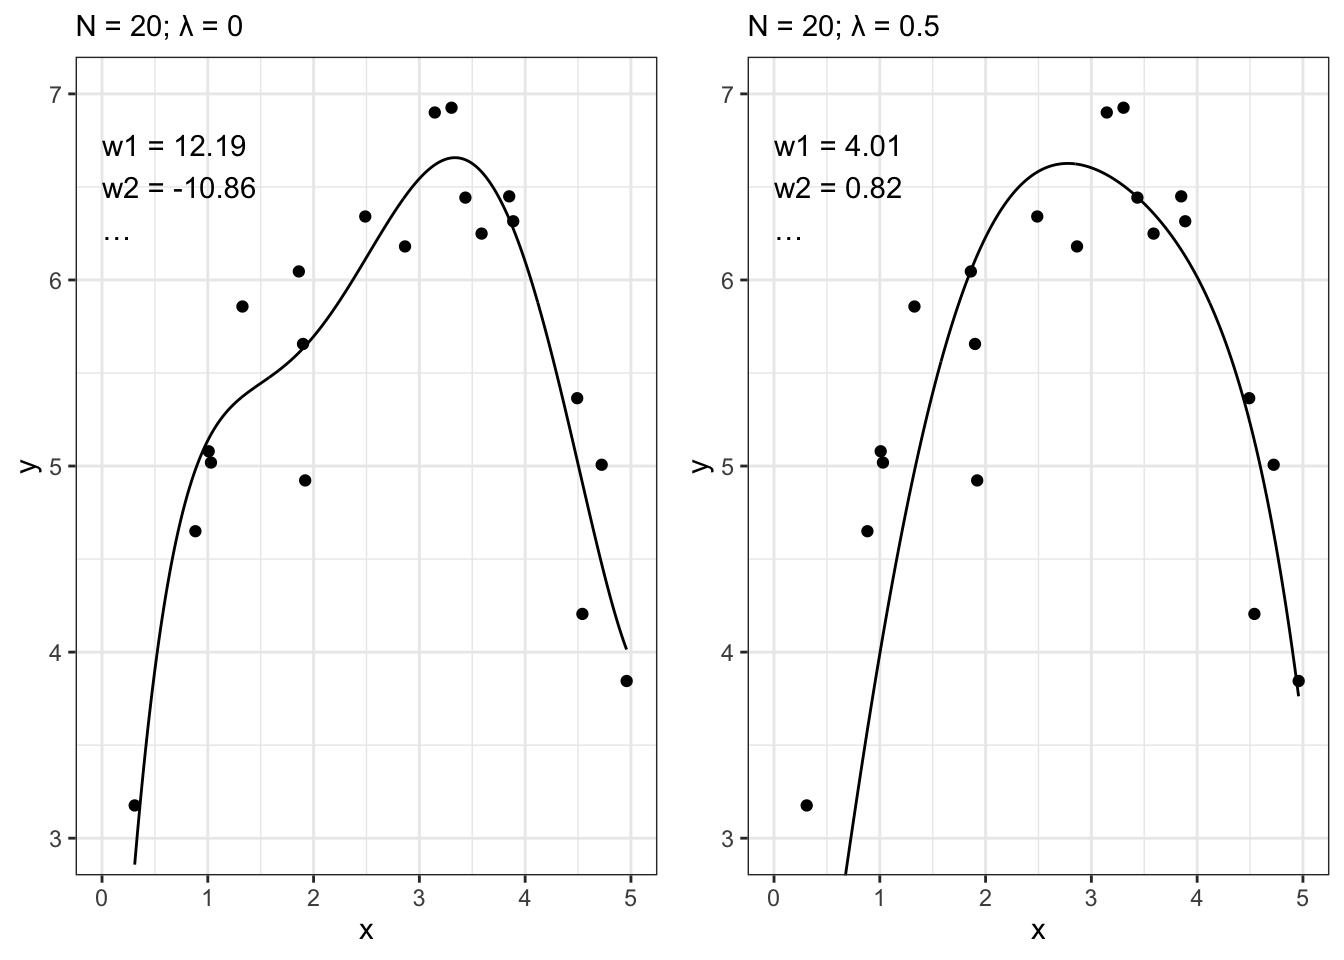 N = 20; λ = 0
7
w1 = 12.19
w2 = -10.86
…
6
y
5
4
3
0 1 2 3 4 5
x
N = 20; λ = 0.5
7
w1 = 4.01
w2 = 0.82
…
6
y
5
4
3
0 1 2 3 4 5
x